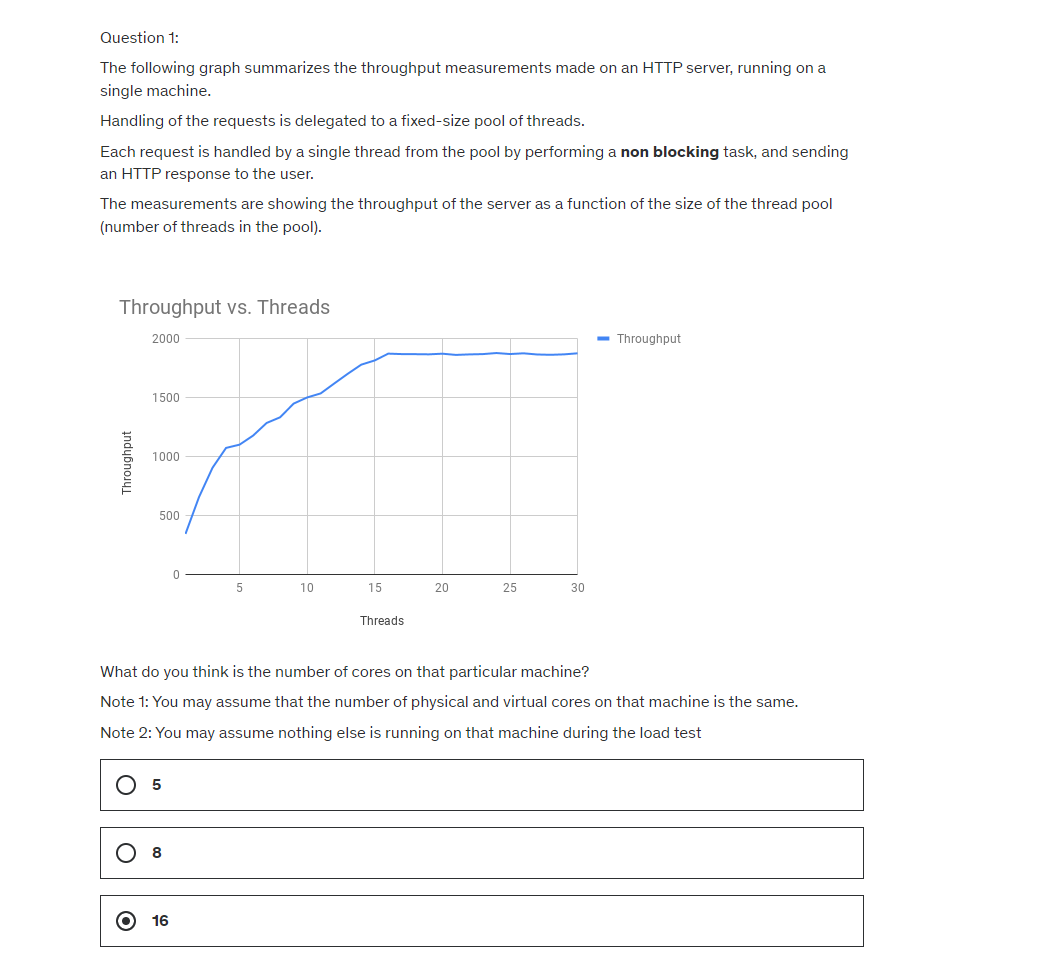 Question 1:
The following graph summarizes the throughput measurements made on an HTTP server, running on a
single machine.
Handling of the requests is delegated to a fixed-size pool of threads.
Each request is handled by a single thread from the pool by performing a non blocking task, and sending
an HTTP response to the user.
The measurements are showing the throughput of the server as a function of the size of the thread pool
(number of threads in the pool).
Throughput vs. Threads
2000
1500
1000
500
0
Throughput
5 10 15 20 25 30
Threads
Throughput
What do you think is the number of cores on that particular machine?
Note 1: You may assume that the number of physical and virtual cores on that machine is the same.
Note 2: You may assume nothing else is running on that machine during the load test
5
8
16